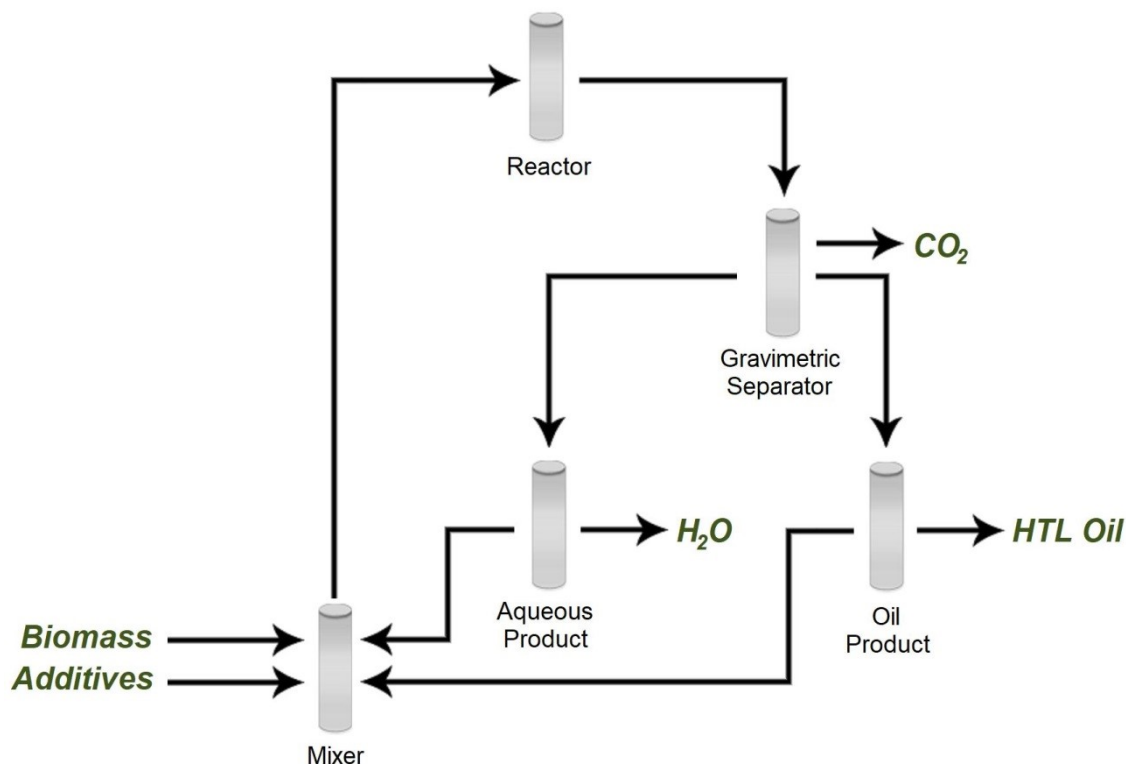 Reactor
CO₂
Gravimetric
Separator
H₂O
HTL Oil
Aqueous
Product
Oil
Product
Biomass
Additives
Mixer